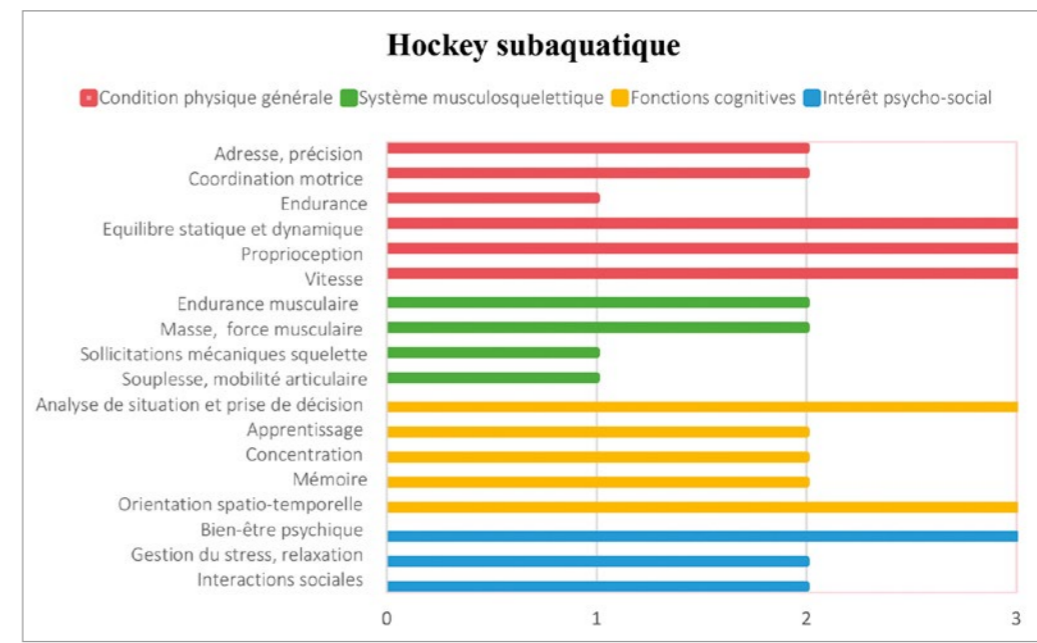 Hockey subaquatique
Condition physique générale Système musculosquelettique Fonctions cognitives Intérêt psycho-social
Adresse, précision
Coordination motrice
Endurance
Equilibre statique et dynamique
Proprioception
Vitesse
Endurance musculaire
Masse, force musculaire
Sollicitations mécaniques squelette
Souplesse, mobilité articulaire
Analyse de situation et prise de décision
Apprentissage
Concentration
Mémoire
Orientation spatio-temporelle
Bien-être psychique
Gestion du stress, relaxation
Interactions sociales
0 1 2 3